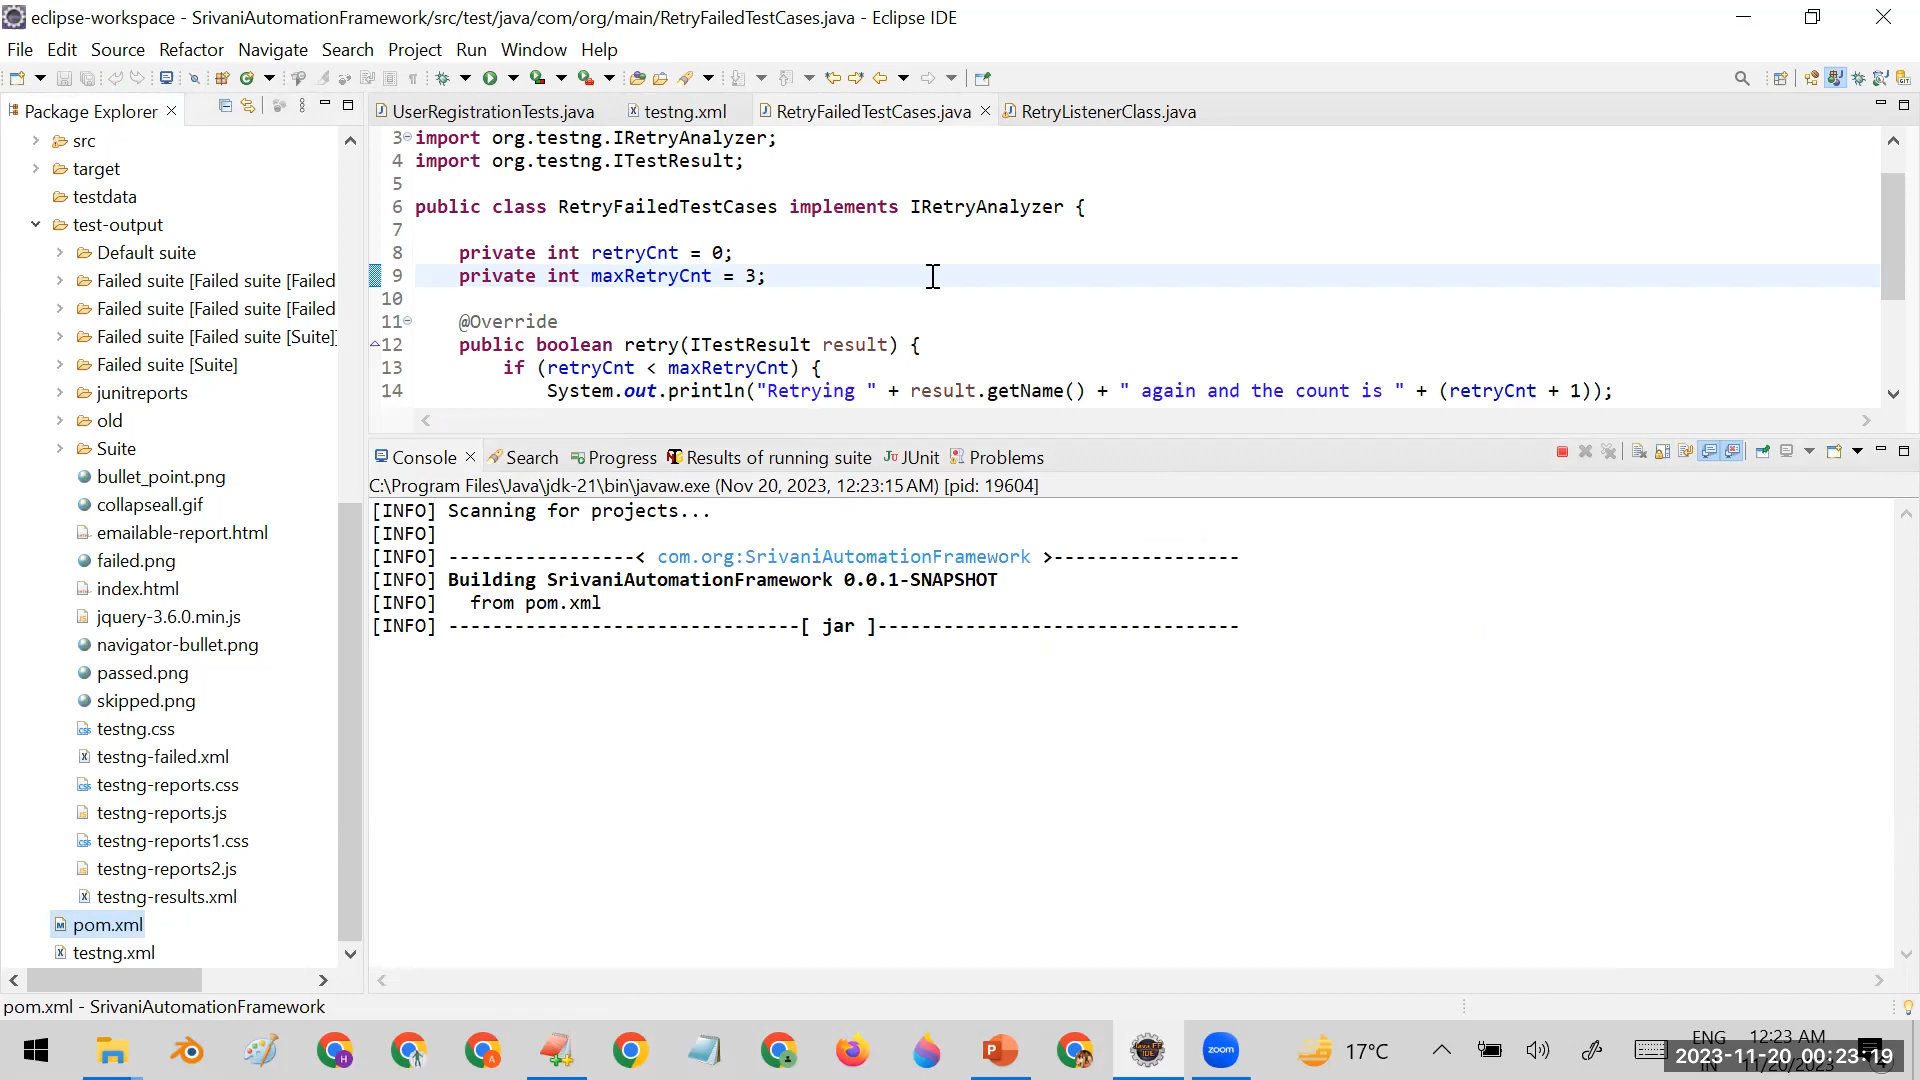 eclipse-workspace - SrivaniAutomationFramework/src/test/java/com/org/main/RetryFailedTestCases.java - Eclipse IDE
File Edit Source Refactor Navigate Search Project Run Window Help
Package Explorer
src
target
testdata
test-output
Default suite
Failed suite [Failed suite [Failed
Failed suite [Failed suite [Failed
Failed suite [Failed suite [Suite]]
Failed suite [Suite]
junitreports
old
Suite
bullet_point.png
collapseall.gif
emailable-report.html
failed.png
index.html
jquery-3.6.0.min.js
navigator-bullet.png
passed.png
skipped.png
testng.css
testng-failed.xml
testng-reports.css
testng-reports.js
testng-reports1.css
testng-reports2.js
testng-results.xml
pom.xml
testng.xml
UserRegistrationTests.java testng.xml RetryFailedTestCases.java RetryListenerClass.java
3 import org.testng.IRetryAnalyzer;
4 import org.testng.ITestResult;
5
6 public class RetryFailedTestCases implements IRetryAnalyzer {
7
8 private int retryCnt = 0;
9 private int maxRetryCnt = 3;
10
11 @Override
12 public boolean retry(ITestResult result) {
13 if (retryCnt < maxRetryCnt) {
14 System.out.println("Retrying " + result.getName() + " again and the count is " + (retryCnt + 1));
Console Search Progress Results of running suite JUnit Problems
C:\Program Files\Java\jdk-21\bin\javaw.exe (Nov 20, 2023, 12:23:15 AM) [pid: 19604]
[INFO] Scanning for projects...
[INFO]
[INFO] -----------------< com.org:SrivaniAutomationFramework >-----------------
[INFO] Building SrivaniAutomationFramework 0.0.1-SNAPSHOT
[INFO]   from pom.xml
[INFO] --------------------------------[ jar ]---------------------------------
pom.xml - SrivaniAutomationFramework
zoom
17°C
ENG
12:23 AM
2023-11-20 00:23:19